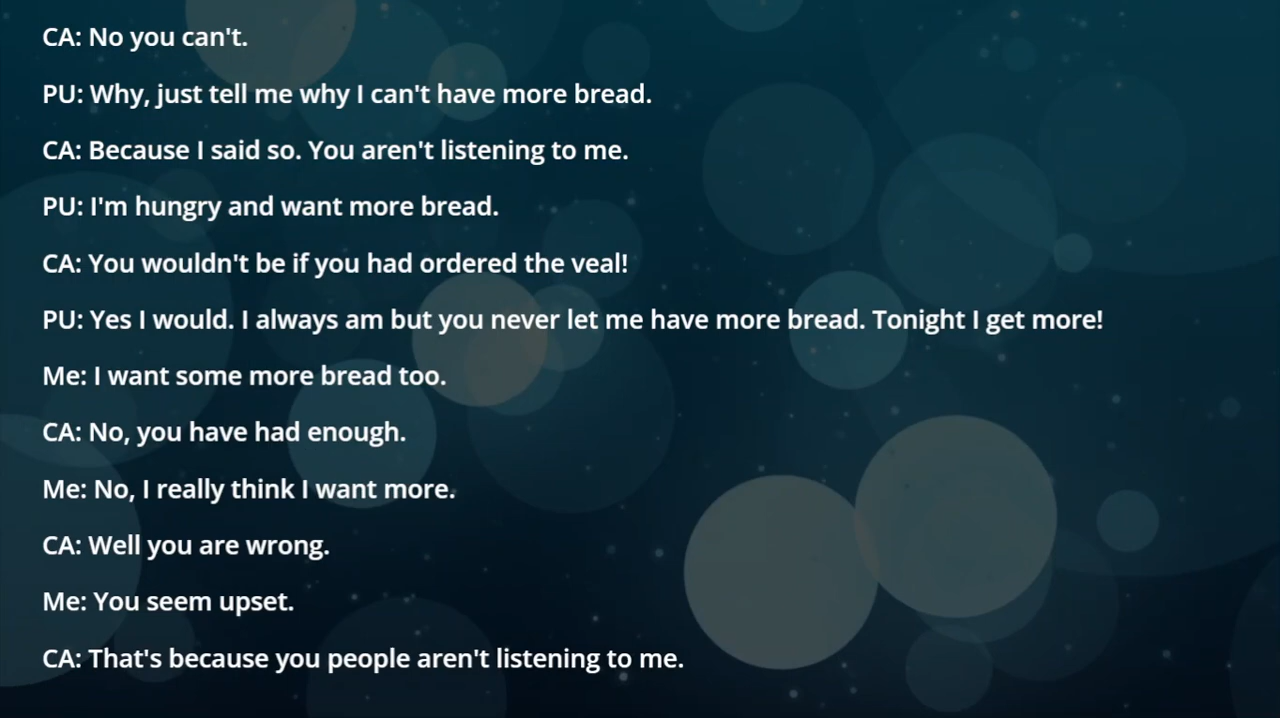 CA: No you can't.
PU: Why, just tell me why I can't have more bread.
CA: Because I said so. You aren't listening to me.
PU: I'm hungry and want more bread.
CA: You wouldn't be if you had ordered the veal!
PU: Yes I would. I always am but you never let me have more bread. Tonight I get more!
Me: I want some more bread too.
CA: No, you have had enough.
Me: No, I really think I want more.
CA: Well you are wrong.
Me: You seem upset.
CA: That's because you people aren't listening to me.